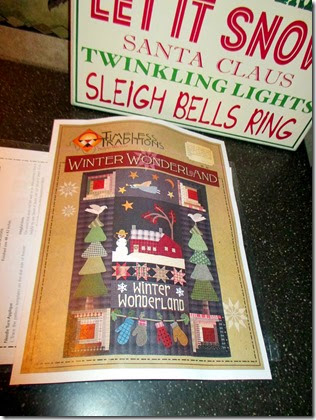 LET IT SNOW
SANTA CLAUS
TWINKLING LIGHTS
SLEIGH BELLS RING
TIMELESS
TRADITIONS
WINTER WONDERLAND
WINTER
WONDERLAND